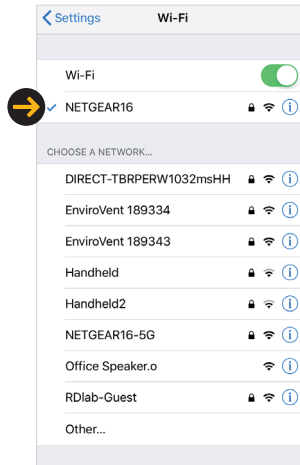 Settings Wi-Fi
Wi-Fi
NETGEAR16
CHOOSE A NETWORK...
DIRECT-TBRPERW1032msHH
EnviroVent 189334
EnviroVent 189343
Handheld
Handheld2
NETGEAR16-5G
Office Speaker.o
RDlab-Guest
Other...